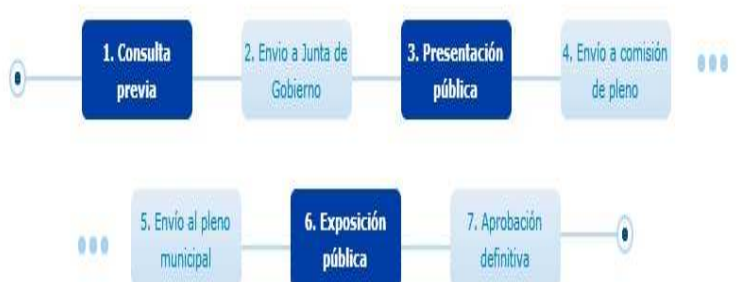 1. Consulta
previa
2. Envio a Junta de
Gobierno
3. Presentación
pública
4. Envío a comisión
de pleno
5. Envío al pleno
municipal
6. Exposición
pública
7. Aprobación
definitiva